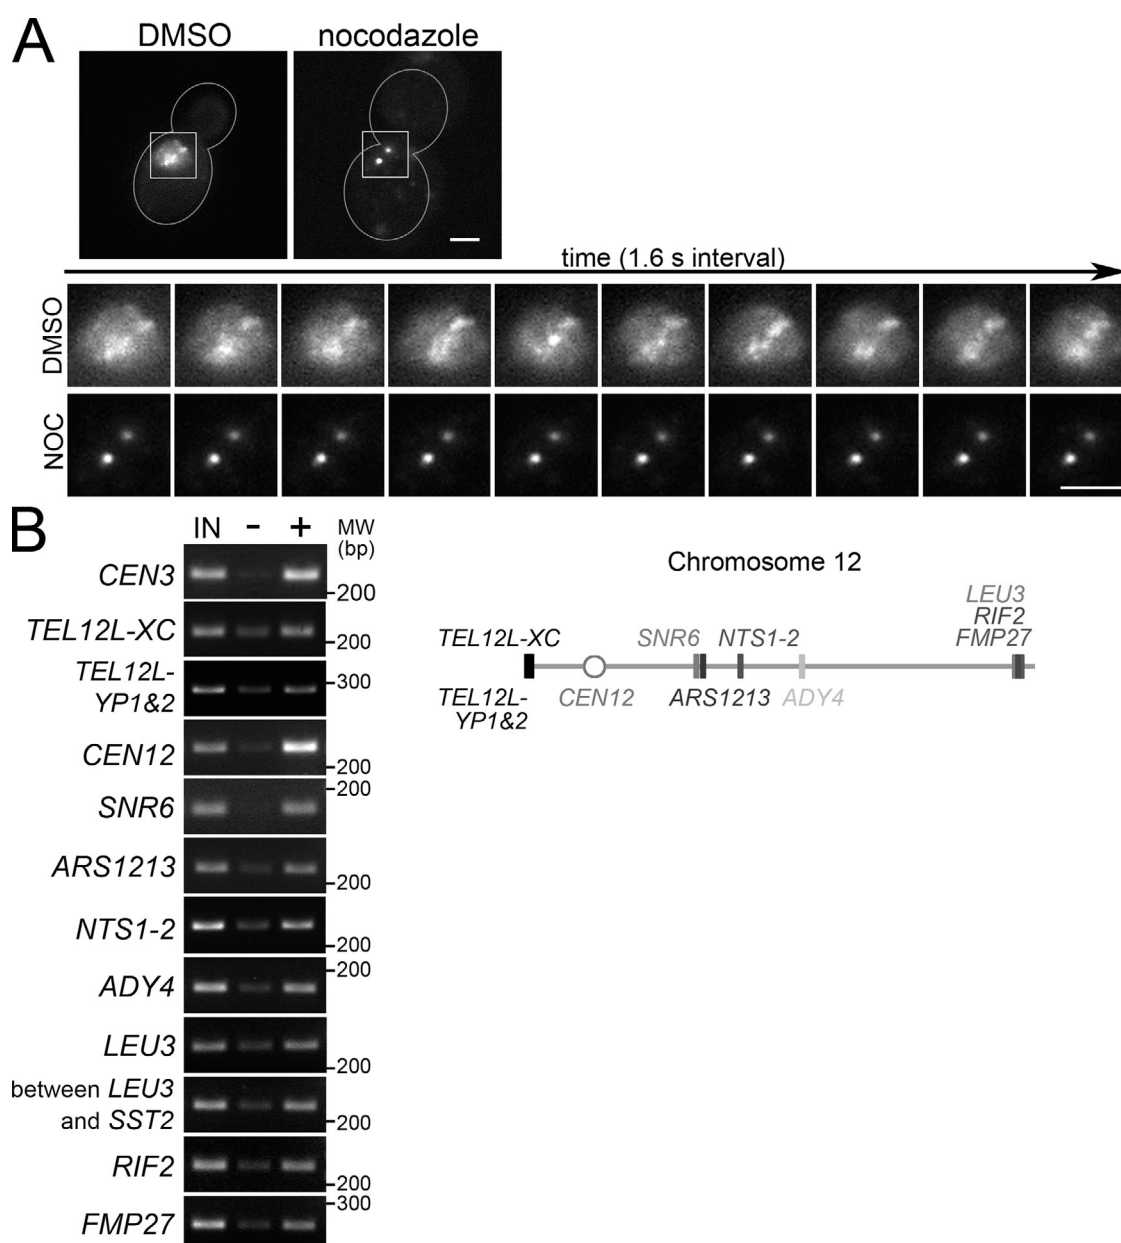 A
DMSO
nocodazole
time (1.6 s interval)
DMSO
NOC
B
IN
-
+
MW
(bp)
CEN3
200
TEL12L-XC
200
TEL12L-
YP1&2
300
CEN12
200
SNR6
200
ARS1213
200
NTS1-2
200
ADY4
200
LEU3
200
between LEU3
and SST2
200
RIF2
200
FMP27
300
Chromosome 12
LEU3
RIF2
TEL12L-XC
SNR6
NTS1-2
FMP27
TEL12L-
YP1&2
CEN12
ARS1213
ADY4